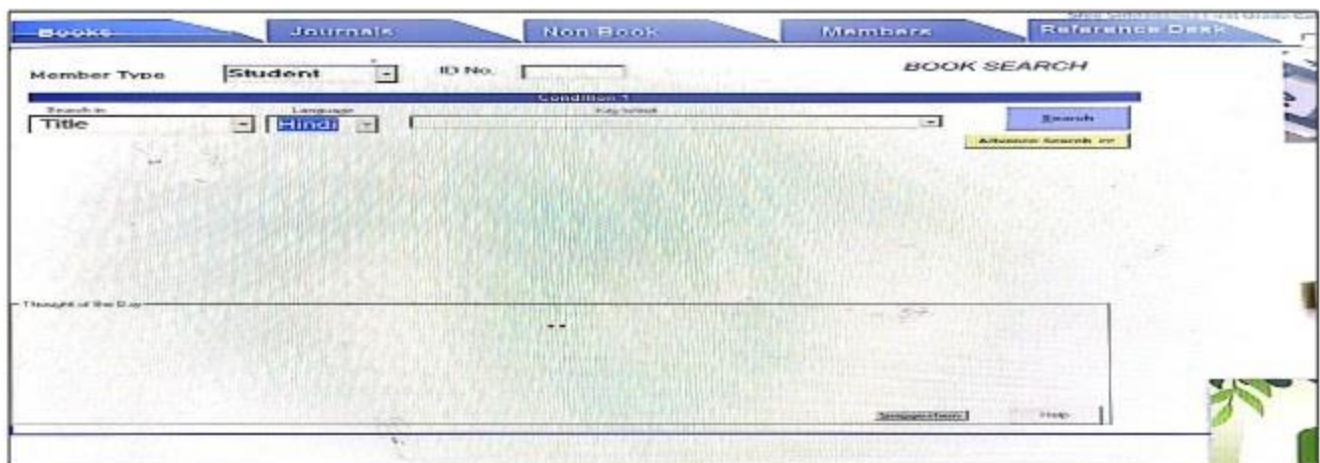 Books Journals Non Book Members Reference Desk
Member Type Student ID No. BOOK SEARCH
Condition 1
Search in Language Key Word
Title Hindi Search
Advance Search >>
Thought of the Day
Suggestion Help